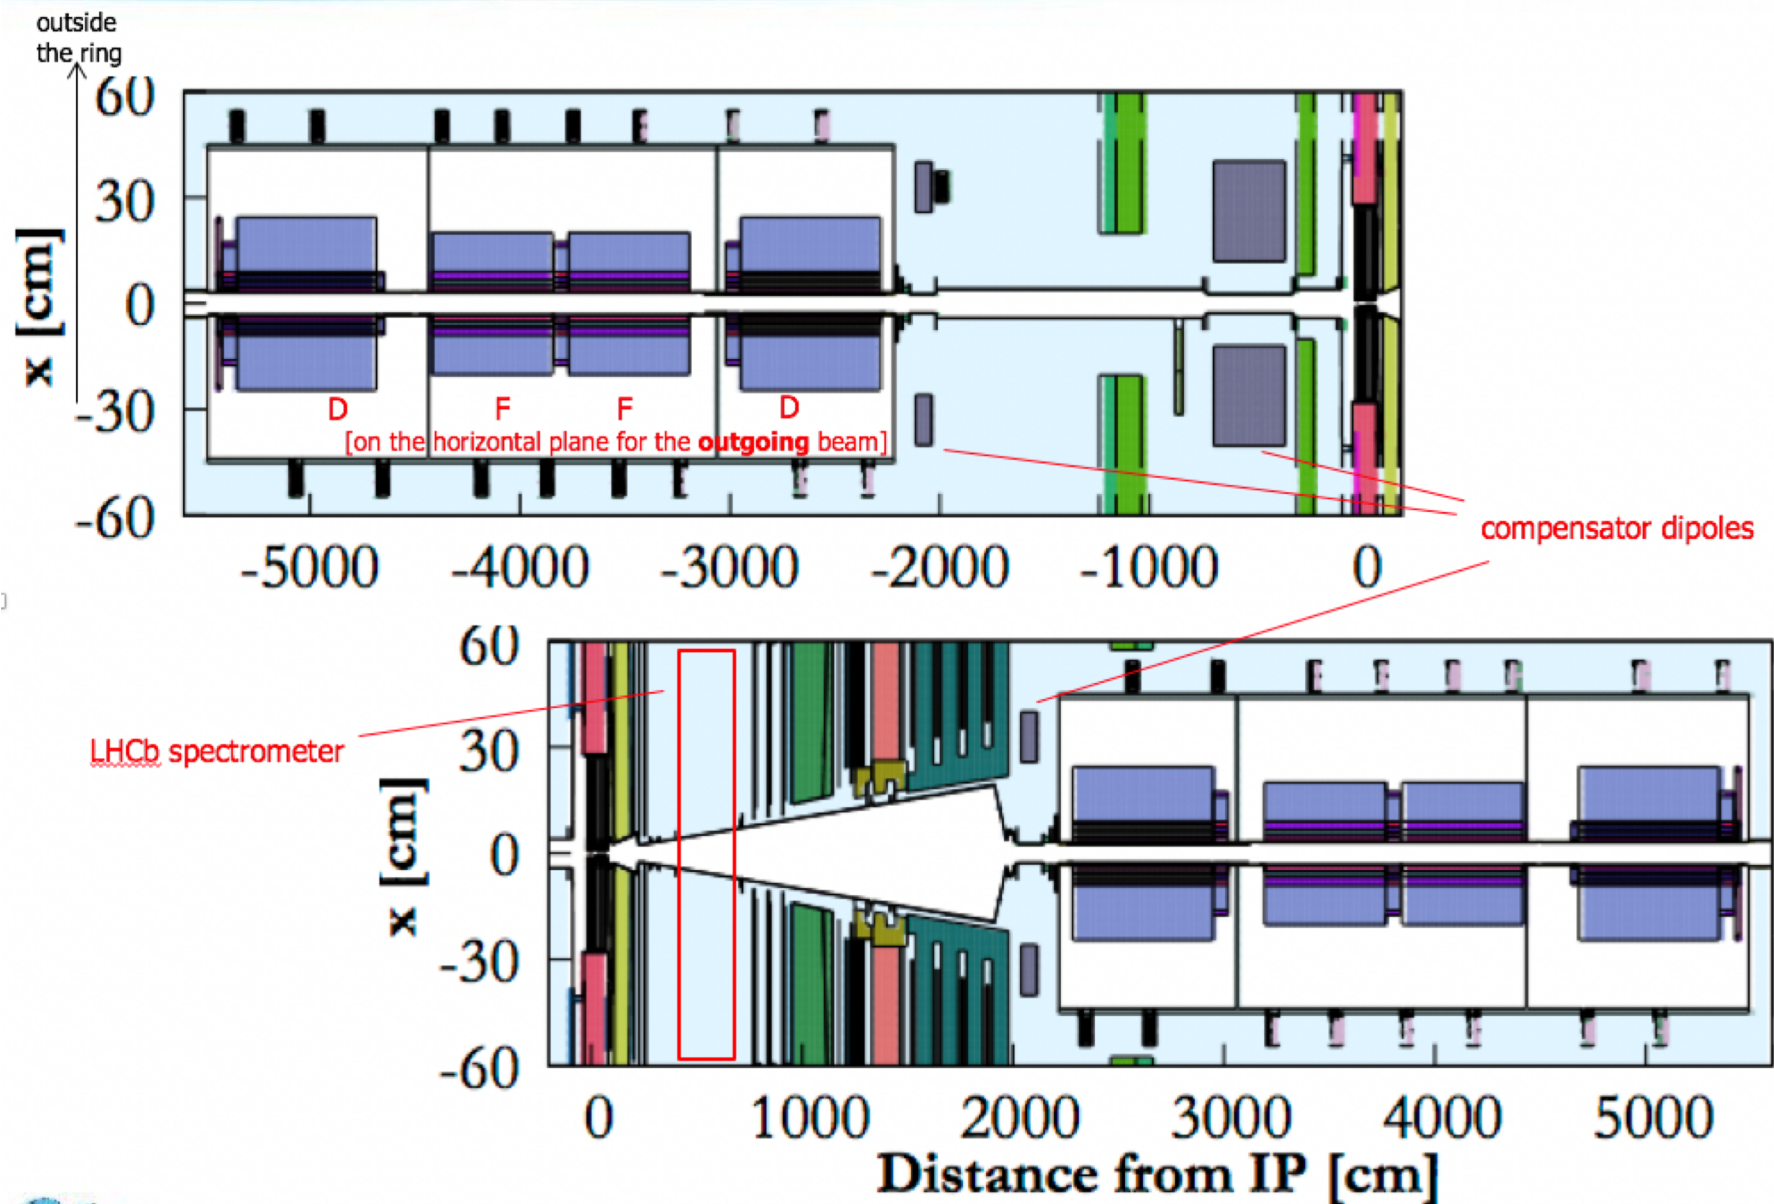 outside
the ring
60
30
0
-30
-60
x [cm]
D F F D
[on the horizontal plane for the outgoing beam]
-5000 -4000 -3000 -2000 -1000 0
compensator dipoles
60
30
0
-30
-60
x [cm]
LHCb spectrometer
0 1000 2000 3000 4000 5000
Distance from IP [cm]